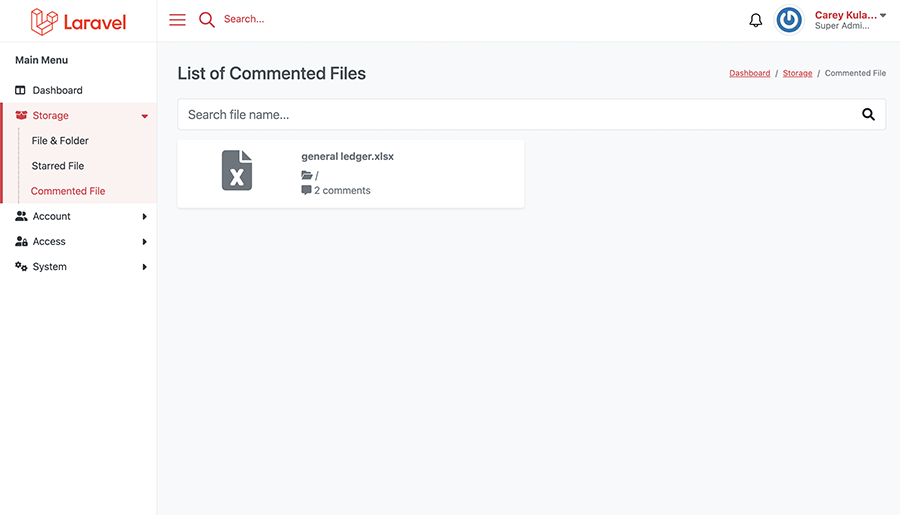 Laravel
Search...
Carey Kula...
Super Admi...
Main Menu
Dashboard
Storage
File & Folder
Starred File
Commented File
Account
Access
System
List of Commented Files
Dashboard / Storage / Commented File
Search file name...
X
general ledger.xlsx
/
2 comments